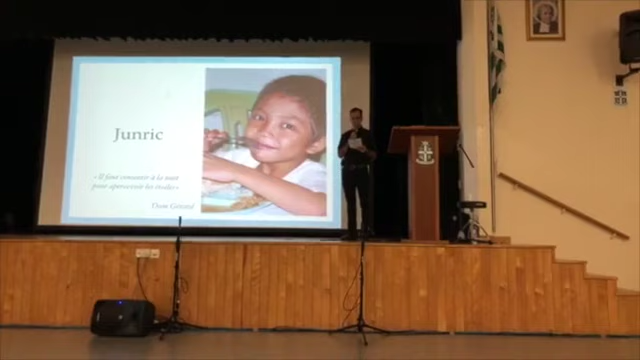 Junric
«Il faut consentir à la nuit
pour apercevoir les étoiles»
Dom Gérard